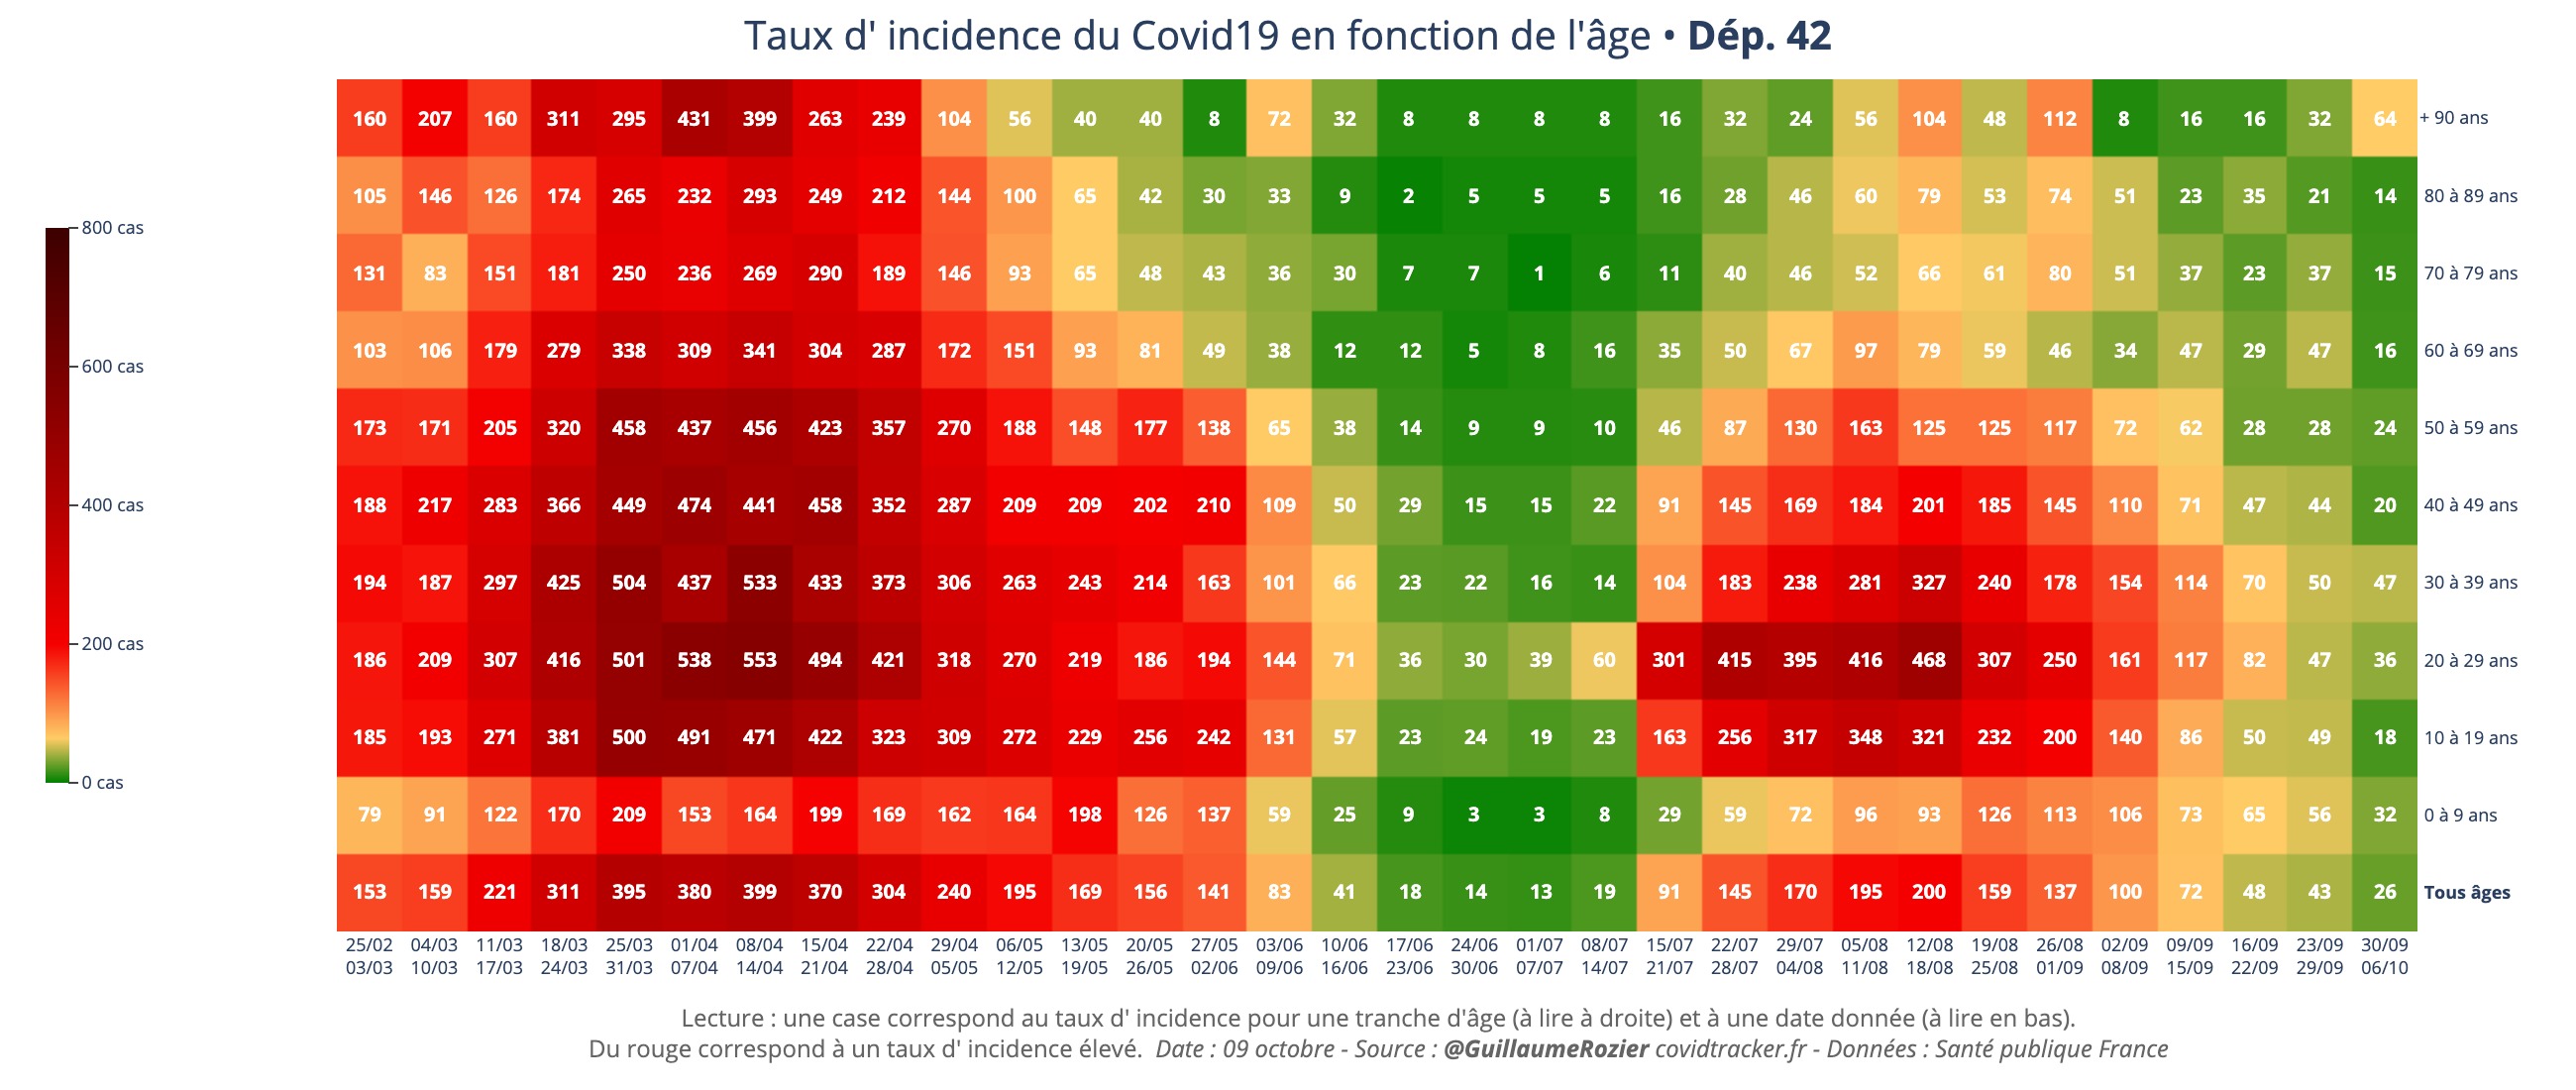 Taux d' incidence du Covid19 en fonction de l'âge • Dép. 42
800 cas
600 cas
400 cas
200 cas
0 cas
160 207 160 311 295 431 399 263 239 104 56 40 40 8 72 32 8 8 8 8 16 32 24 56 104 48 112 8 16 16 32 64 + 90 ans
105 146 126 174 265 232 293 249 212 144 100 65 42 30 33 9 2 5 5 5 16 28 46 60 79 53 74 51 23 35 21 14 80 à 89 ans
131 83 151 181 250 236 269 290 189 146 93 65 48 43 36 30 7 7 1 6 11 40 46 52 66 61 80 51 37 23 37 15 70 à 79 ans
103 106 179 279 338 309 341 304 287 172 151 93 81 49 38 12 12 5 8 16 35 50 67 97 79 59 46 34 47 29 47 16 60 à 69 ans
173 171 205 320 458 437 456 423 357 270 188 148 177 138 65 38 14 9 9 10 46 87 130 163 125 125 117 72 62 28 28 24 50 à 59 ans
188 217 283 366 449 474 441 458 352 287 209 209 202 210 109 50 29 15 15 22 91 145 169 184 201 185 145 110 71 47 44 20 40 à 49 ans
194 187 297 425 504 437 533 433 373 306 263 243 214 163 101 66 23 22 16 14 104 183 238 281 327 240 178 154 114 70 50 47 30 à 39 ans
186 209 307 416 501 538 553 494 421 318 270 219 186 194 144 71 36 30 39 60 301 415 395 416 468 307 250 161 117 82 47 36 20 à 29 ans
185 193 271 381 500 491 471 422 323 309 272 229 256 242 131 57 23 24 19 23 163 256 317 348 321 232 200 140 86 50 49 18 10 à 19 ans
79 91 122 170 209 153 164 199 169 162 164 198 126 137 59 25 9 3 3 8 29 59 72 96 93 126 113 106 73 65 56 32 0 à 9 ans
153 159 221 311 395 380 399 370 304 240 195 169 156 141 83 41 18 14 13 19 91 145 170 195 200 159 137 100 72 48 43 26 Tous âges
25/02 04/03 11/03 18/03 25/03 01/04 08/04 15/04 22/04 29/04 06/05 13/05 20/05 27/05 03/06 10/06 17/06 24/06 01/07 08/07 15/07 22/07 29/07 05/08 12/08 19/08 26/08 02/09 09/09 16/09 23/09 30/09
03/03 10/03 17/03 24/03 31/03 07/04 14/04 21/04 28/04 05/05 12/05 19/05 26/05 02/06 09/06 16/06 23/06 30/06 07/07 14/07 21/07 28/07 04/08 11/08 18/08 25/08 01/09 08/09 15/09 22/09 29/09 06/10
Lecture : une case correspond au taux d' incidence pour une tranche d'âge (à lire à droite) et à une date donnée (à lire en bas).
Du rouge correspond à un taux d' incidence élevé. Date : 09 octobre - Source : @GuillaumeRozier covidtracker.fr - Données : Santé publique France